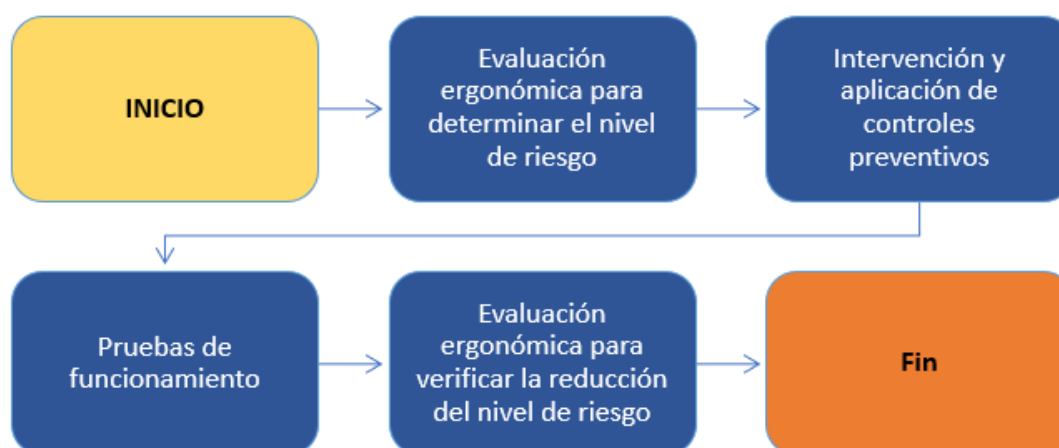 INICIO
Evaluación
ergonómica para
determinar el nivel
de riesgo
Intervención y
aplicación de
controles
preventivos
Pruebas de
funcionamiento
Evaluación
ergonómica para
verificar la reducción
del nivel de riesgo
Fin